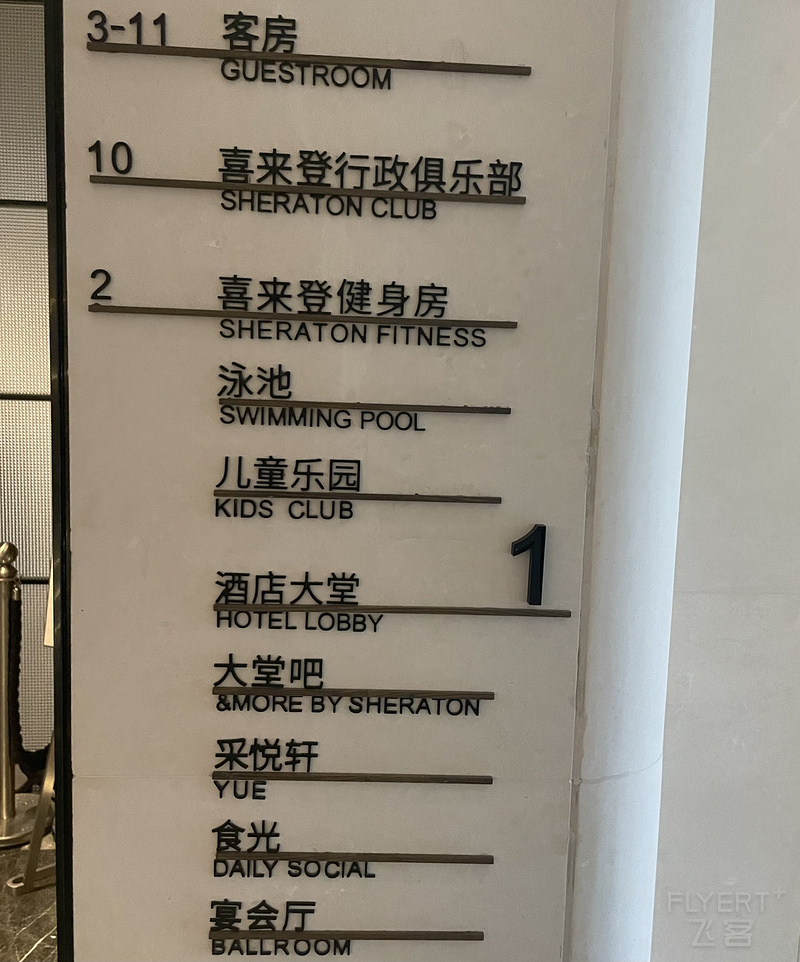 3-11 客房
GUESTROOM
10 喜来登行政俱乐部
SHERATON CLUB
2 喜来登健身房
SHERATON FITNESS
泳池
SWIMMING POOL
儿童乐园
KIDS CLUB
1
酒店大堂
HOTEL LOBBY
大堂吧
&MORE BY SHERATON
采悦轩
YUE
食光
DAILY SOCIAL
宴会厅
BALLROOM
FLYERT+
飞客